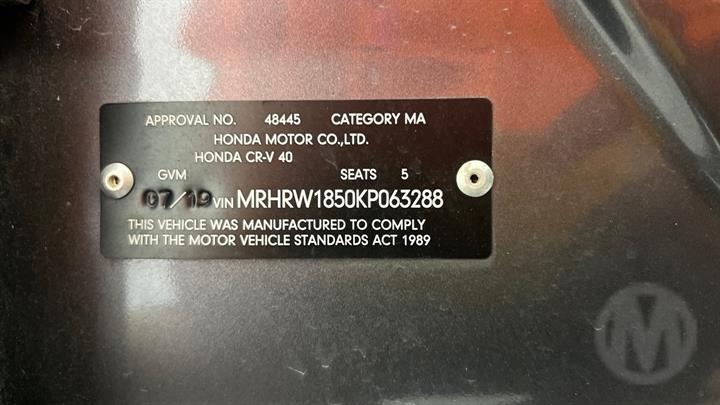 APPROVAL NO. 48445 CATEGORY MA
HONDA MOTOR CO.,LTD.
HONDA CR-V 40
GVM SEATS 5
07/19 VIN MRHRW1850KP063288
THIS VEHICLE WAS MANUFACTURED TO COMPLY
WITH THE MOTOR VEHICLE STANDARDS ACT 1989
M